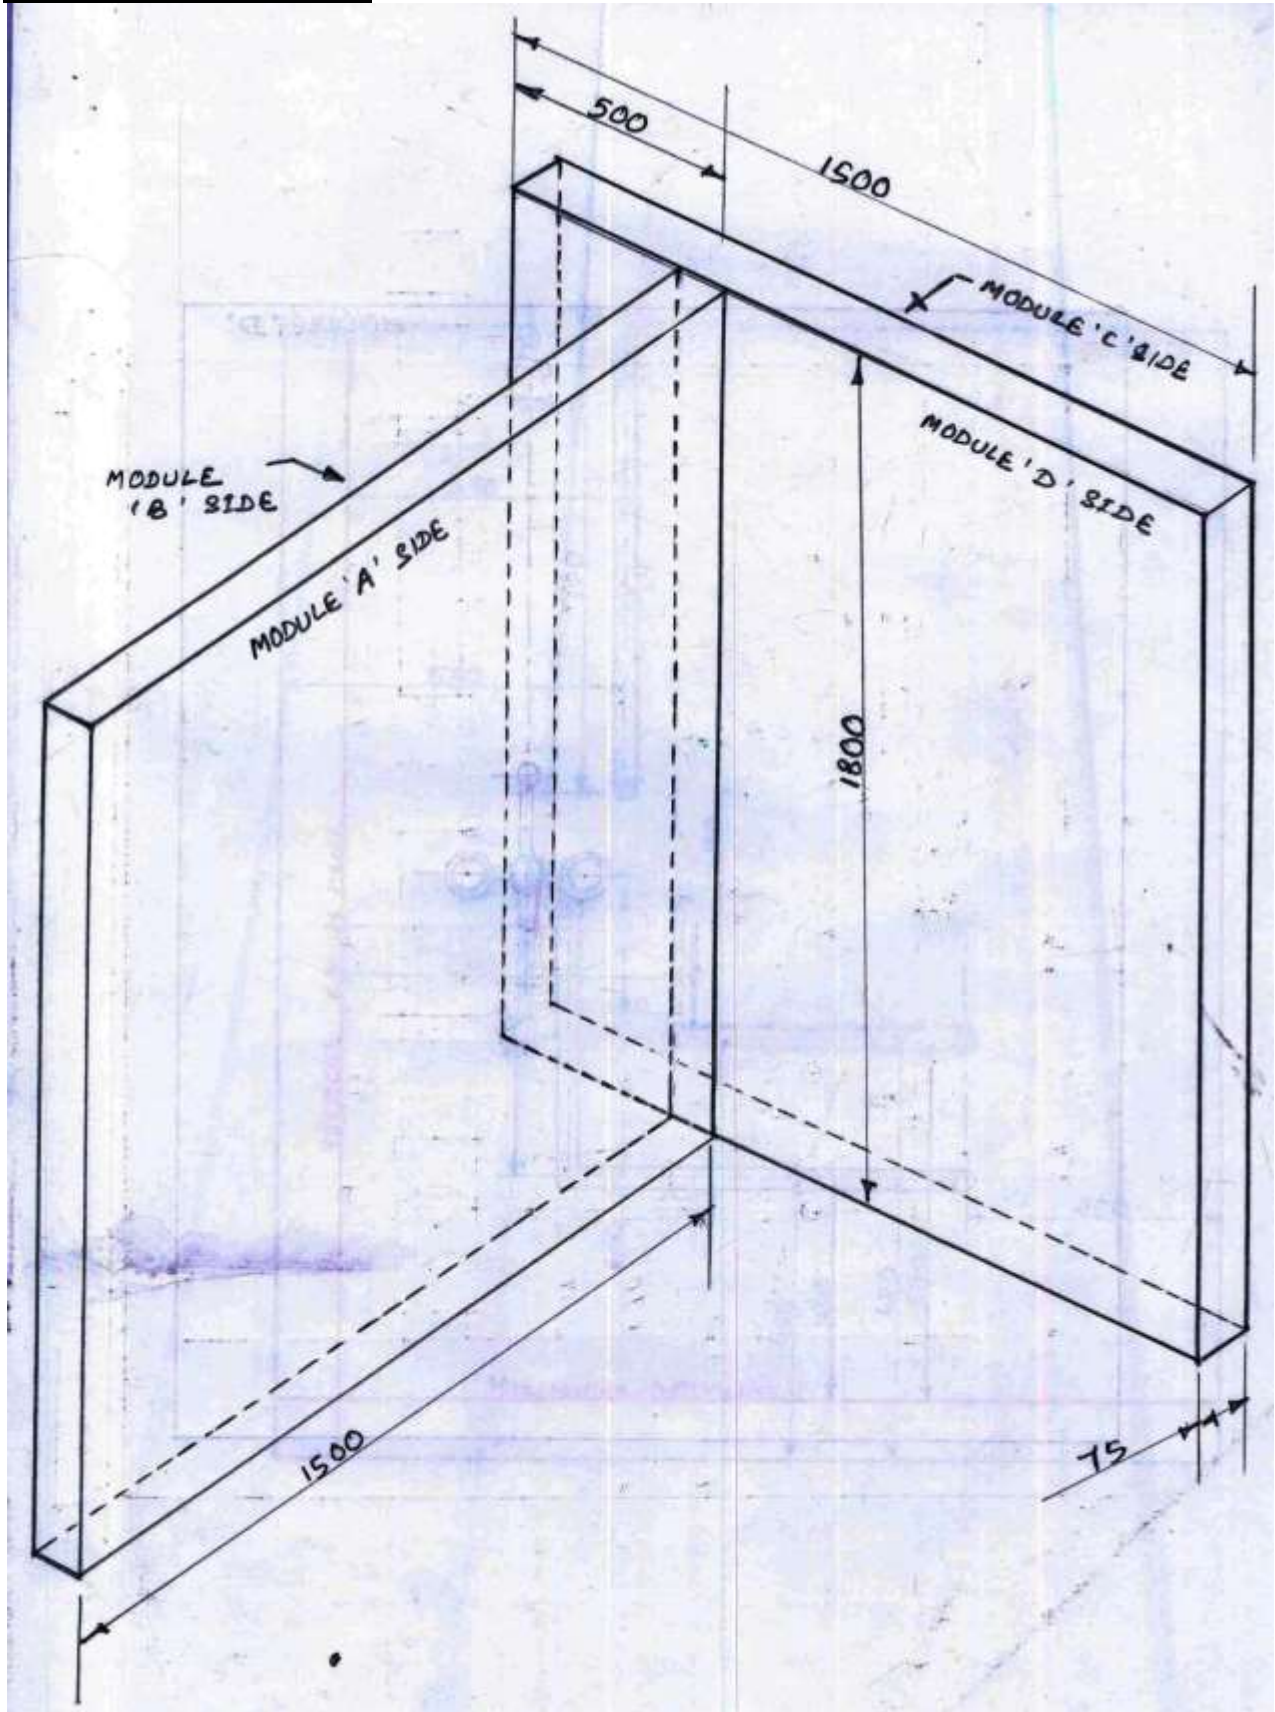 500
1500
MODULE 'C' SIDE
MODULE 'D' SIDE
MODULE
'B' SIDE
MODULE 'A' SIDE
1800
1500
75